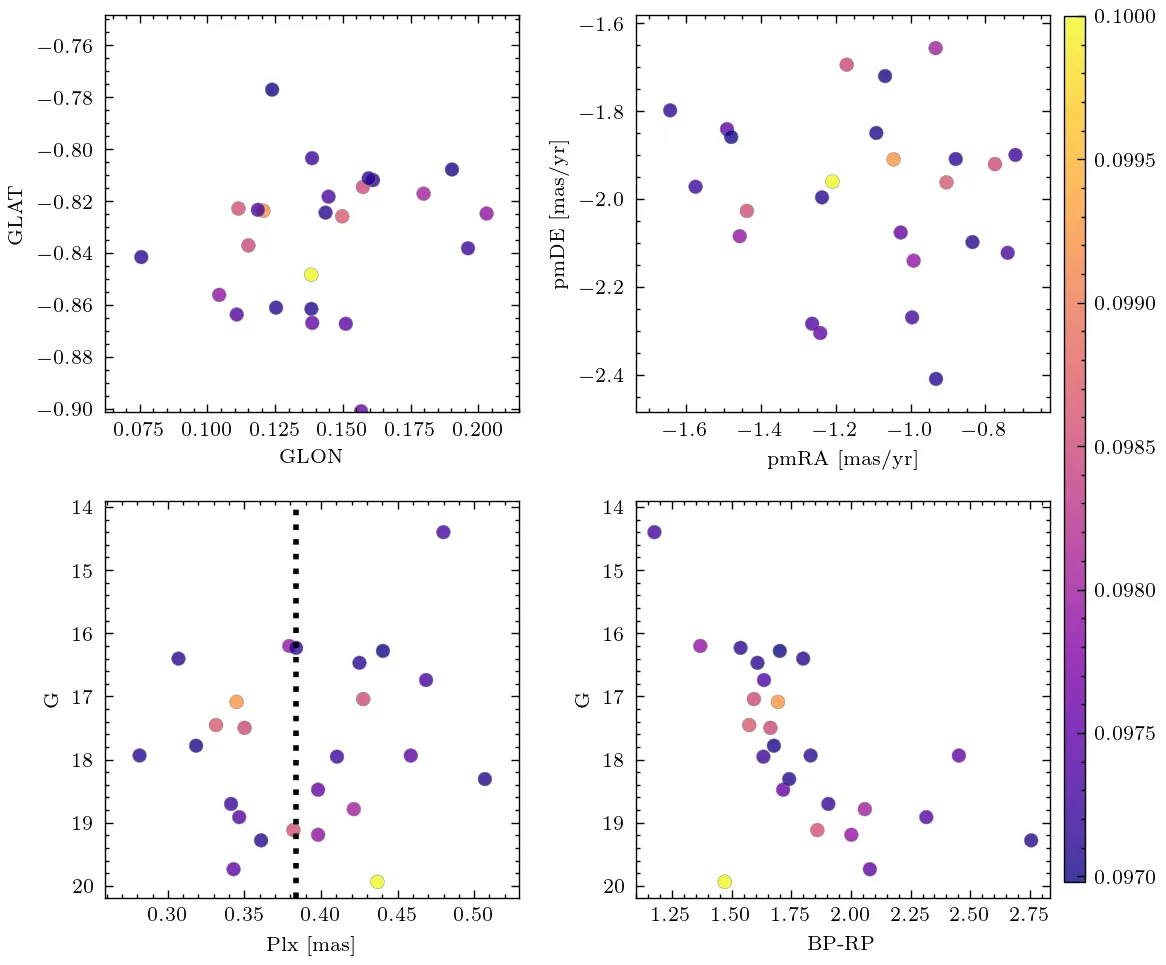 −0.76
−0.78
−0.80
−0.82
−0.84
−0.86
−0.88
−0.90
GLAT
0.075 0.100 0.125 0.150 0.175 0.200
GLON
−1.6
−1.8
−2.0
−2.2
−2.4
pmDE [mas/yr]
−1.6 −1.4 −1.2 −1.0 −0.8
pmRA [mas/yr]
0.1000
0.0995
0.0990
0.0985
0.0980
0.0975
0.0970
14
15
16
17
18
19
20
G
0.30 0.35 0.40 0.45 0.50
Plx [mas]
14
15
16
17
18
19
20
G
1.25 1.50 1.75 2.00 2.25 2.50 2.75
BP-RP